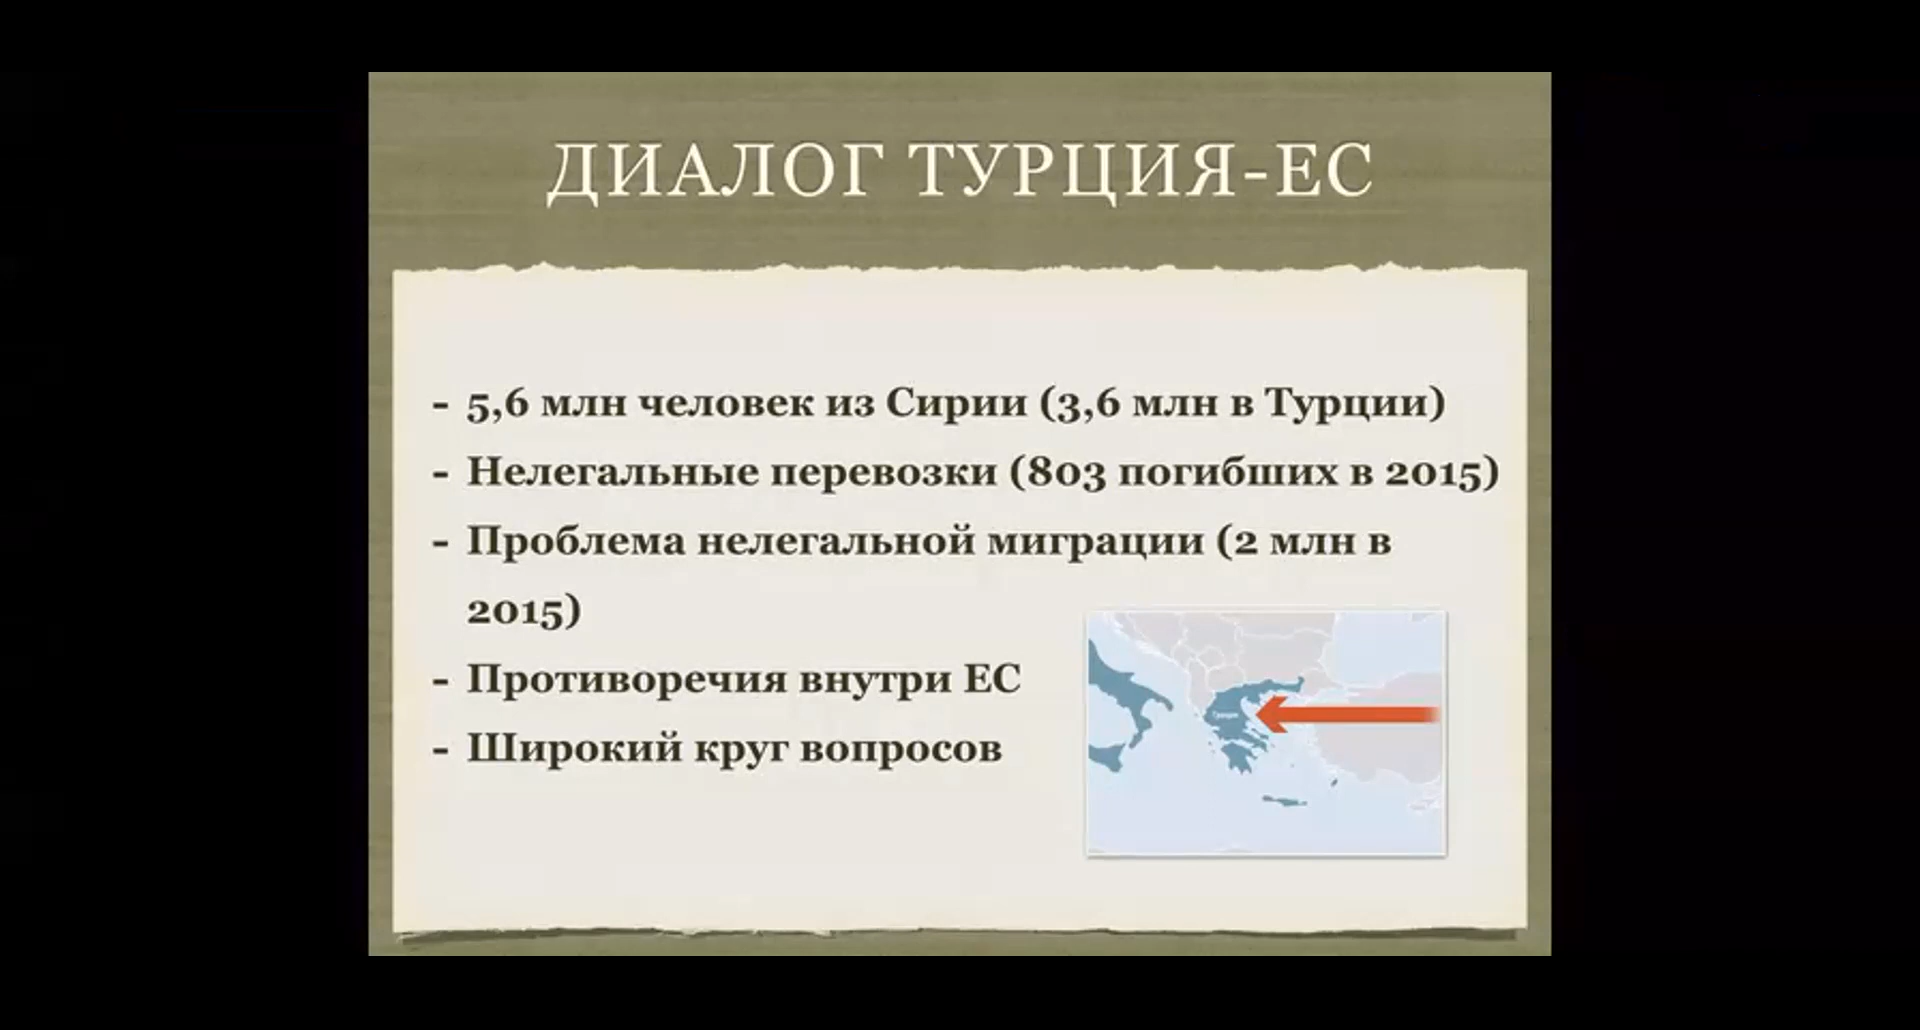 ДИАЛОГ ТУРЦИЯ-ЕС
- 5,6 млн человек из Сирии (3,6 млн в Турции)
- Нелегальные перевозки (803 погибших в 2015)
- Проблема нелегальной миграции (2 млн в
2015)
- Противоречия внутри ЕС
- Широкий круг вопросов